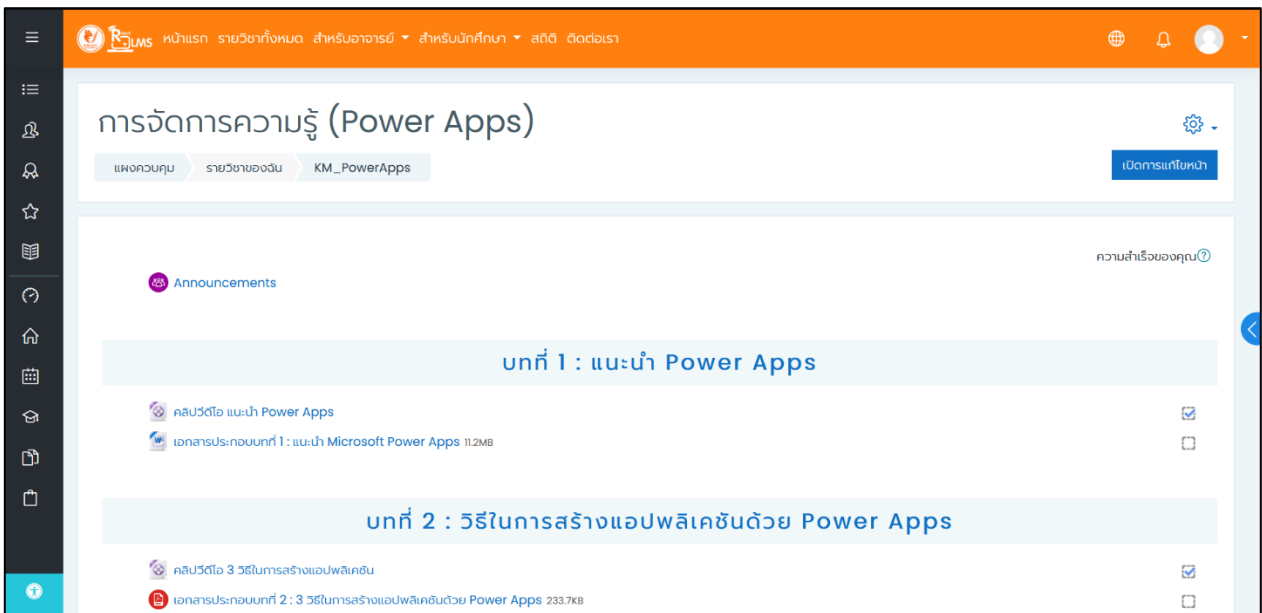 RLMS หน้าแรก รายวิชาทั้งหมด สำหรับอาจารย์ สำหรับนักศึกษา สถิติ ติดต่อเรา
การจัดการความรู้ (Power Apps)
แผงควบคุม รายวิชาของฉัน KM_PowerApps เปิดการแก้ไขหน้า
ความสำเร็จของคุณ
Announcements
บทที่ 1 : แนะนำ Power Apps
คลิปวีดีโอ แนะนำ Power Apps
เอกสารประกอบบทที่ 1 : แนะนำ Microsoft Power Apps 11.2MB
บทที่ 2 : วิธีในการสร้างแอปพลิเคชันด้วย Power Apps
คลิปวีดีโอ 3 วิธีในการสร้างแอปพลิเคชัน
เอกสารประกอบบทที่ 2 : 3 วิธีในการสร้างแอปพลิเคชันด้วย Power Apps 233.7KB